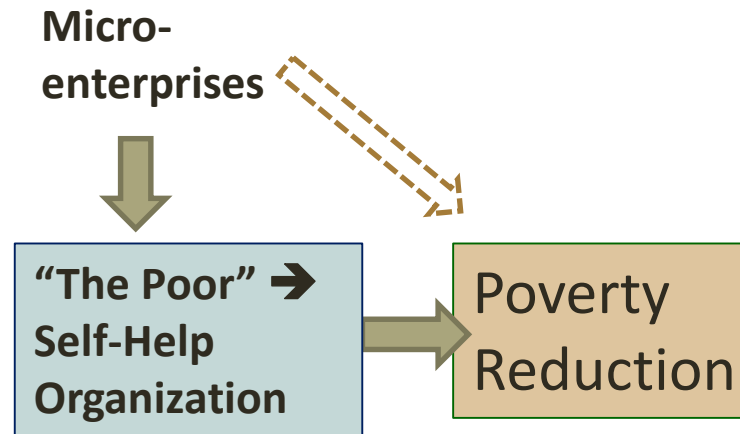 Micro-
enterprises
“The Poor” ➔
Self-Help
Organization
Poverty
Reduction